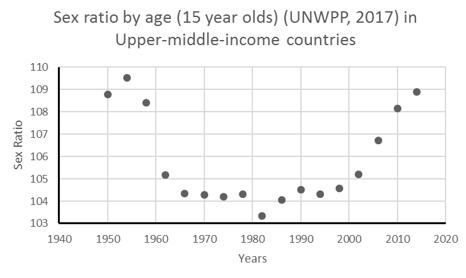 Sex ratio by age (15 year olds) (UNWPP, 2017) in
Upper-middle-income countries
110
109
108
107
106
105
104
103
Sex Ratio
1940 1950 1960 1970 1980 1990 2000 2010 2020
Years